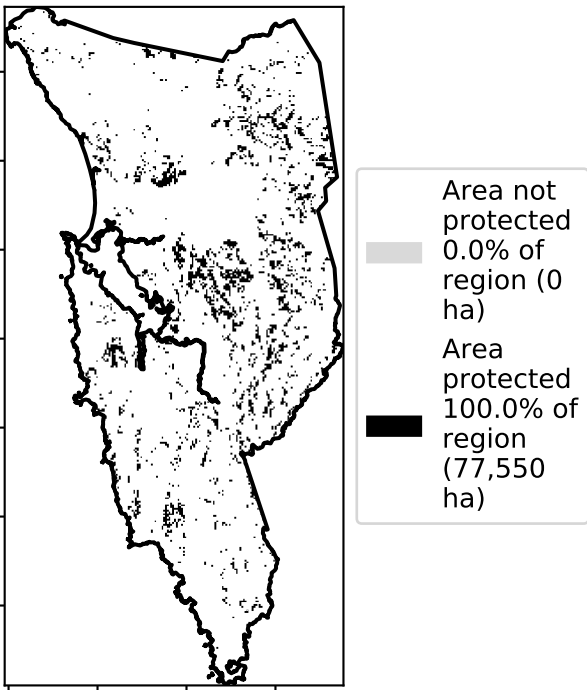 Area not
protected
0.0% of
region (0
ha)
Area
protected
100.0% of
region
(77,550
ha)